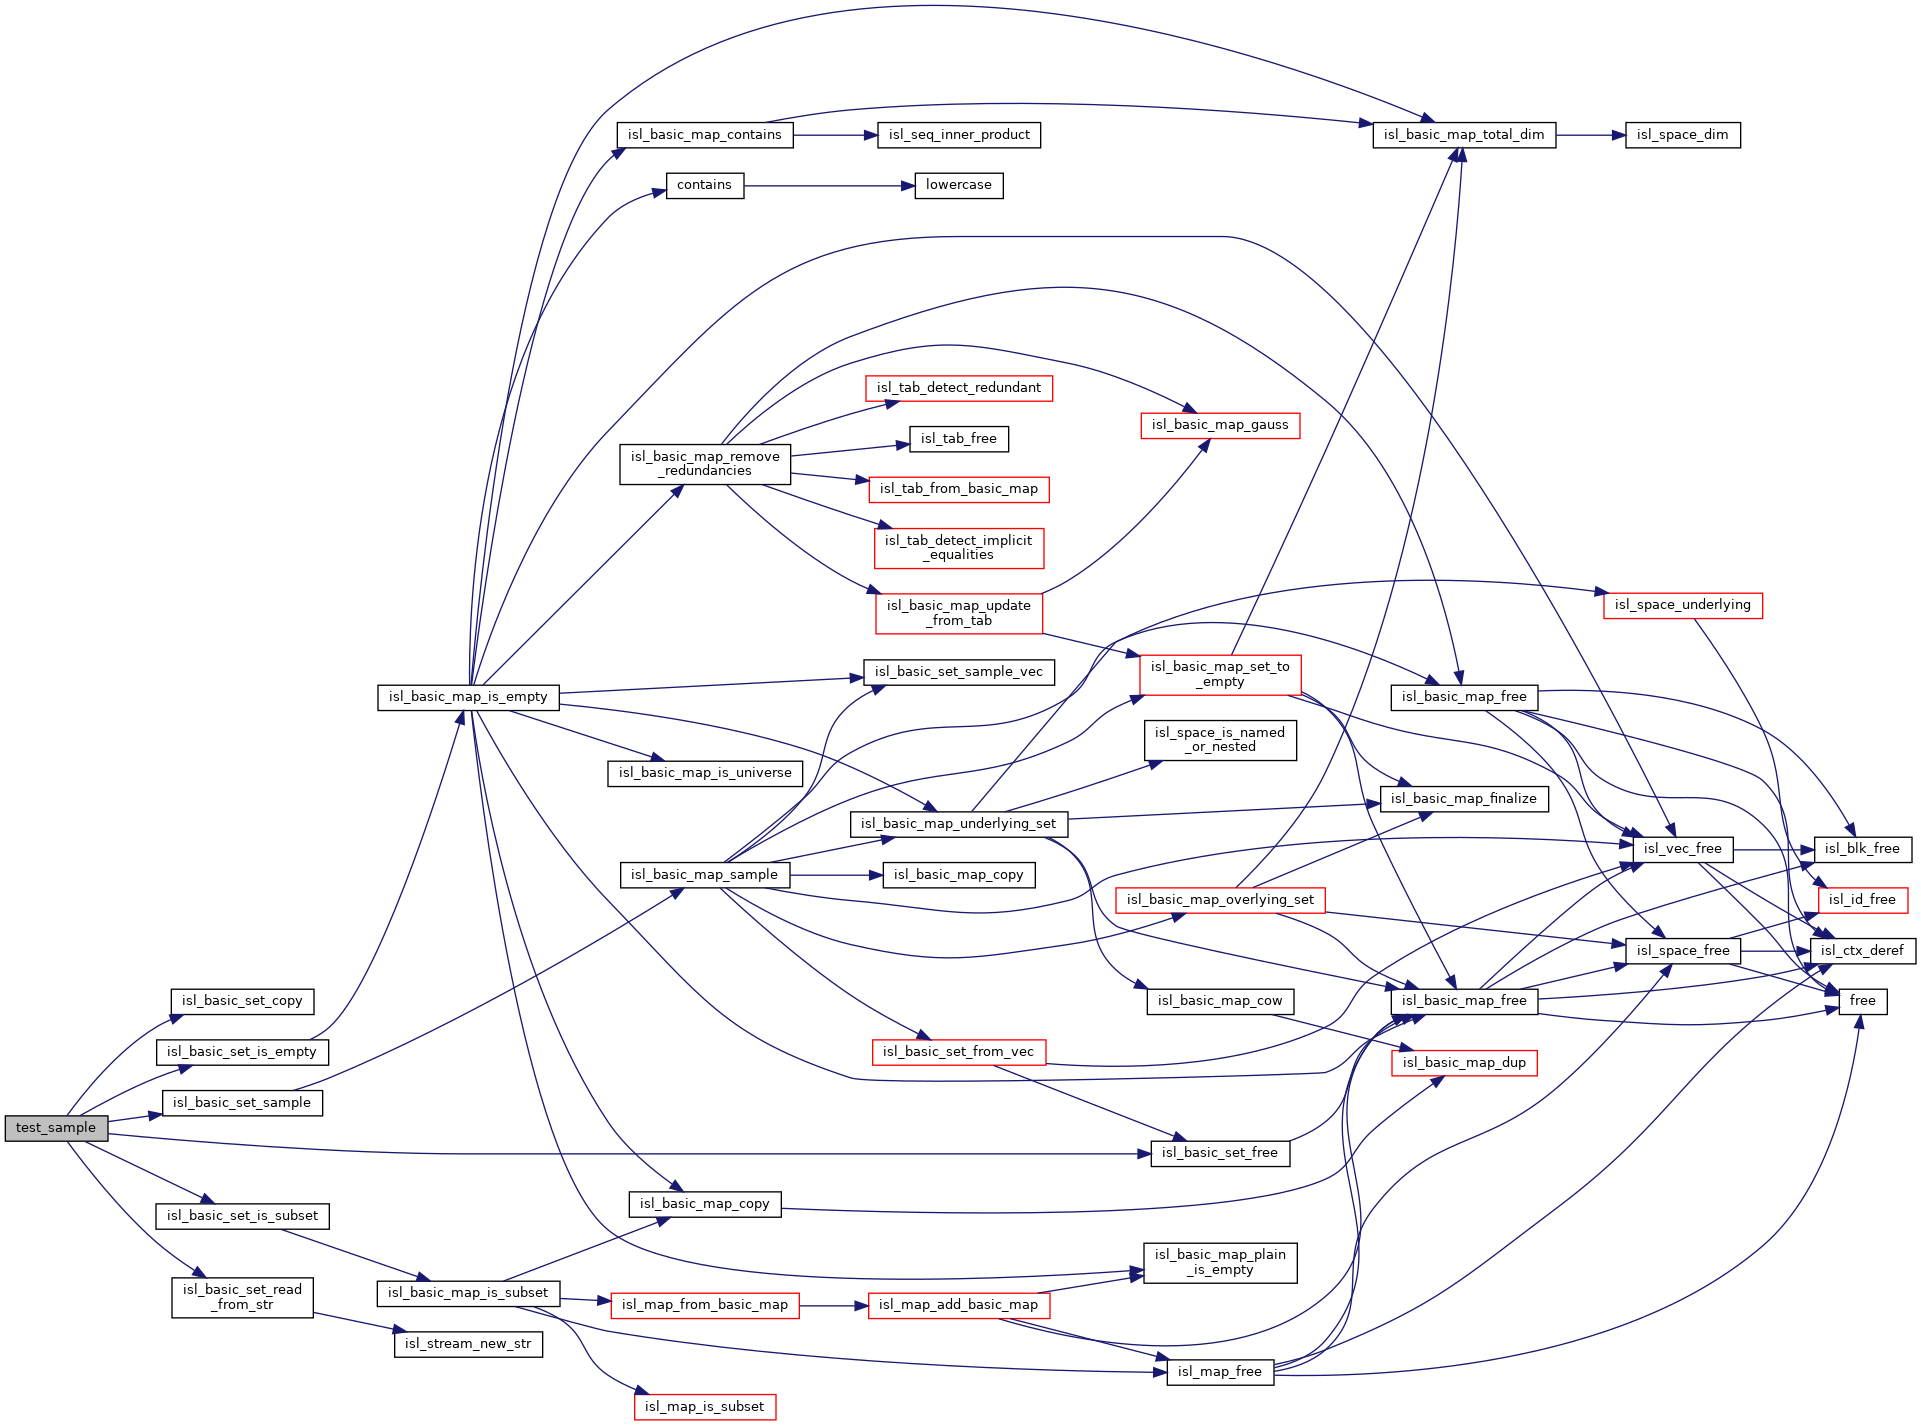 isl_basic_map_contains
isl_seq_inner_product
isl_basic_map_total_dim
isl_space_dim
contains
lowercase
isl_tab_detect_redundant
isl_basic_map_gauss
isl_tab_free
isl_basic_map_remove
_redundancies
isl_tab_from_basic_map
isl_tab_detect_implicit
_equalities
isl_basic_map_update
_from_tab
isl_space_underlying
isl_basic_set_sample_vec
isl_basic_map_set_to
_empty
isl_basic_map_is_empty
isl_basic_map_free
isl_space_is_named
_or_nested
isl_basic_map_is_universe
isl_basic_map_finalize
isl_basic_map_underlying_set
isl_vec_free
isl_blk_free
isl_basic_map_sample
isl_basic_map_copy
isl_basic_map_overlying_set
isl_id_free
isl_space_free
isl_ctx_deref
isl_basic_set_copy
isl_basic_map_cow
isl_basic_map_free
free
isl_basic_set_is_empty
isl_basic_set_from_vec
isl_basic_map_dup
isl_basic_set_sample
test_sample
isl_basic_set_free
isl_basic_map_copy
isl_basic_set_is_subset
isl_basic_map_plain
_is_empty
isl_basic_set_read
_from_str
isl_basic_map_is_subset
isl_map_from_basic_map
isl_map_add_basic_map
isl_stream_new_str
isl_map_free
isl_map_is_subset